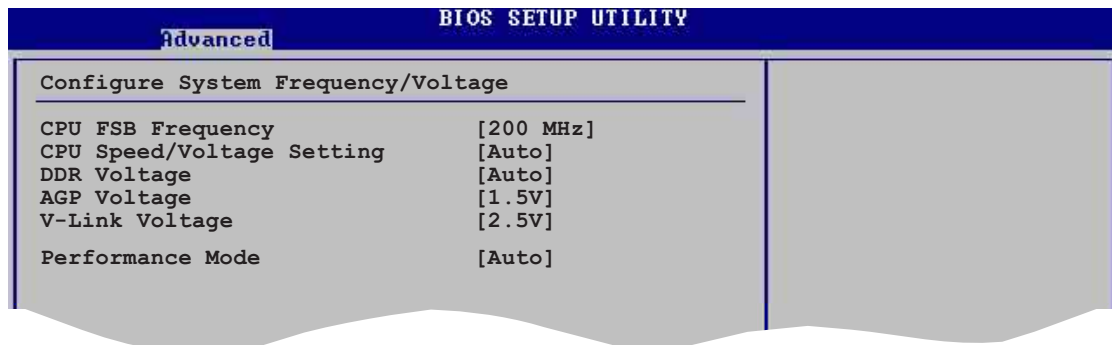 BIOS SETUP UTILITY
Advanced
Configure System Frequency/Voltage
CPU FSB Frequency [200 MHz]
CPU Speed/Voltage Setting [Auto]
DDR Voltage [Auto]
AGP Voltage [1.5V]
V-Link Voltage [2.5V]
Performance Mode [Auto]